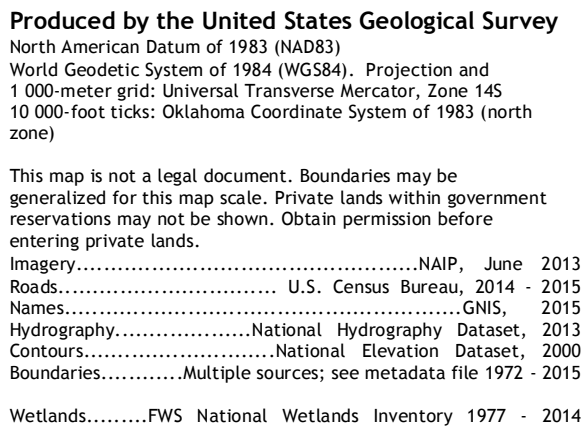 Produced by the United States Geological Survey
North American Datum of 1983 (NAD83)
World Geodetic System of 1984 (WGS84).  Projection and
1 000-meter grid: Universal Transverse Mercator, Zone 14S
10 000-foot ticks: Oklahoma Coordinate System of 1983 (north
zone)

This map is not a legal document. Boundaries may be
generalized for this map scale. Private lands within government
reservations may not be shown. Obtain permission before
entering private lands.
Imagery..................................................NAIP, June 2013
Roads................................ U.S. Census Bureau, 2014 - 2015
Names..........................................................GNIS, 2015
Hydrography....................National Hydrography Dataset, 2013
Contours............................National Elevation Dataset, 2000
Boundaries............Multiple sources; see metadata file 1972 - 2015

Wetlands.........FWS National Wetlands Inventory 1977 - 2014